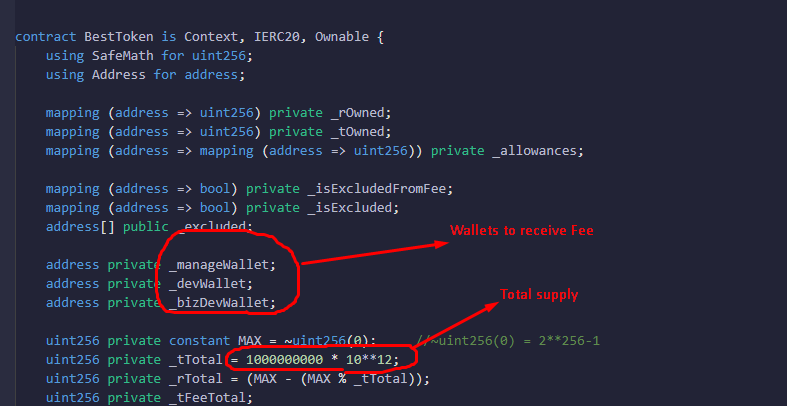 contract BestToken is Context, IERC20, Ownable {
using SafeMath for uint256;
using Address for address;
mapping (address => uint256) private _rOwned;
mapping (address => uint256) private _tOwned;
mapping (address => mapping (address => uint256)) private _allowances;
mapping (address => bool) private _isExcludedFromFee;
mapping (address => bool) private _isExcluded;
address[] public _excluded;
Wallets to receive Fee
address private _manageWallet;
address private _devWallet;
address private _bizDevWallet;
Total supply
uint256 private constant MAX = ~uint256(0); //~uint256(0) = 2**256-1
uint256 private _tTotal = 1000000000 * 10**12;
uint256 private _rTotal = (MAX - (MAX % _tTotal));
uint256 private _tFeeTotal;